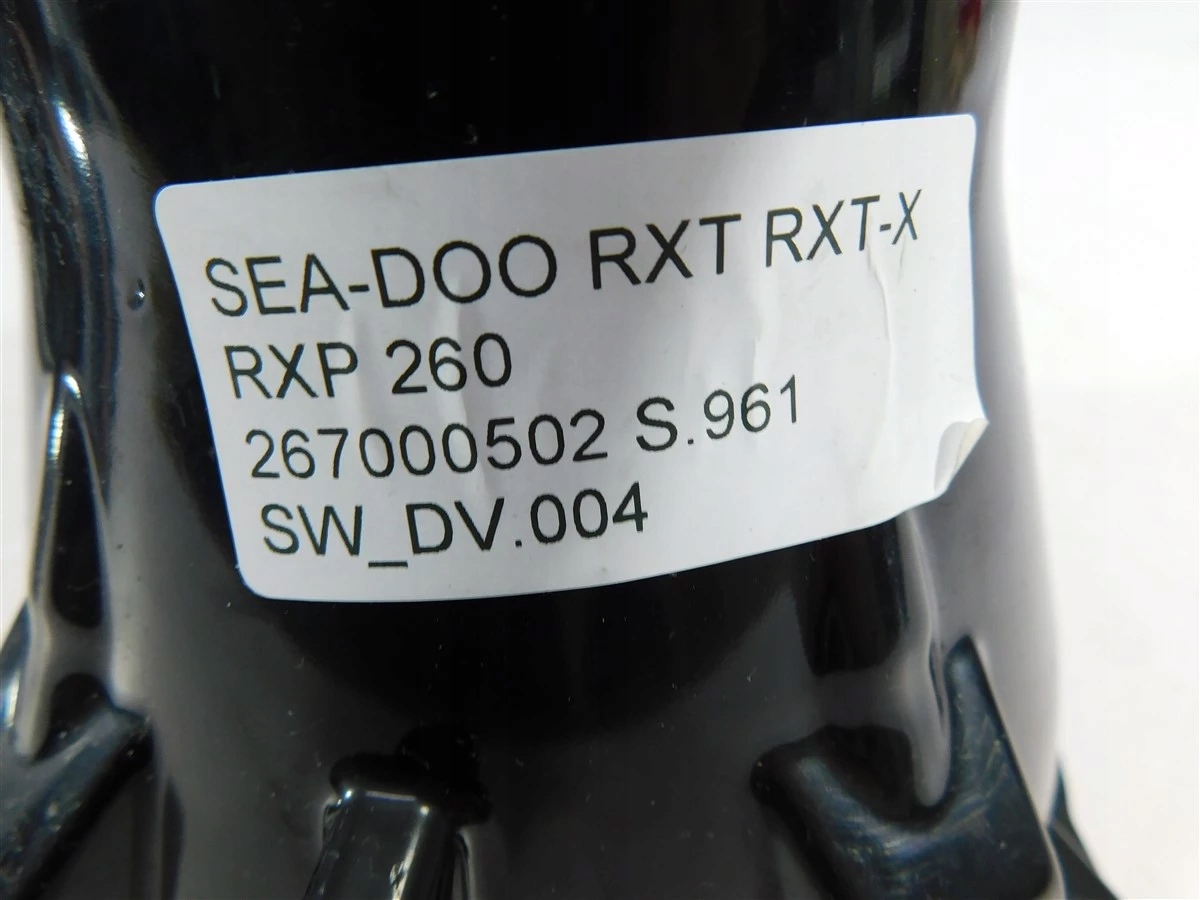 SEA-DOO RXT RXT-X
RXP 260
267000502 S.961
SW_DV.004